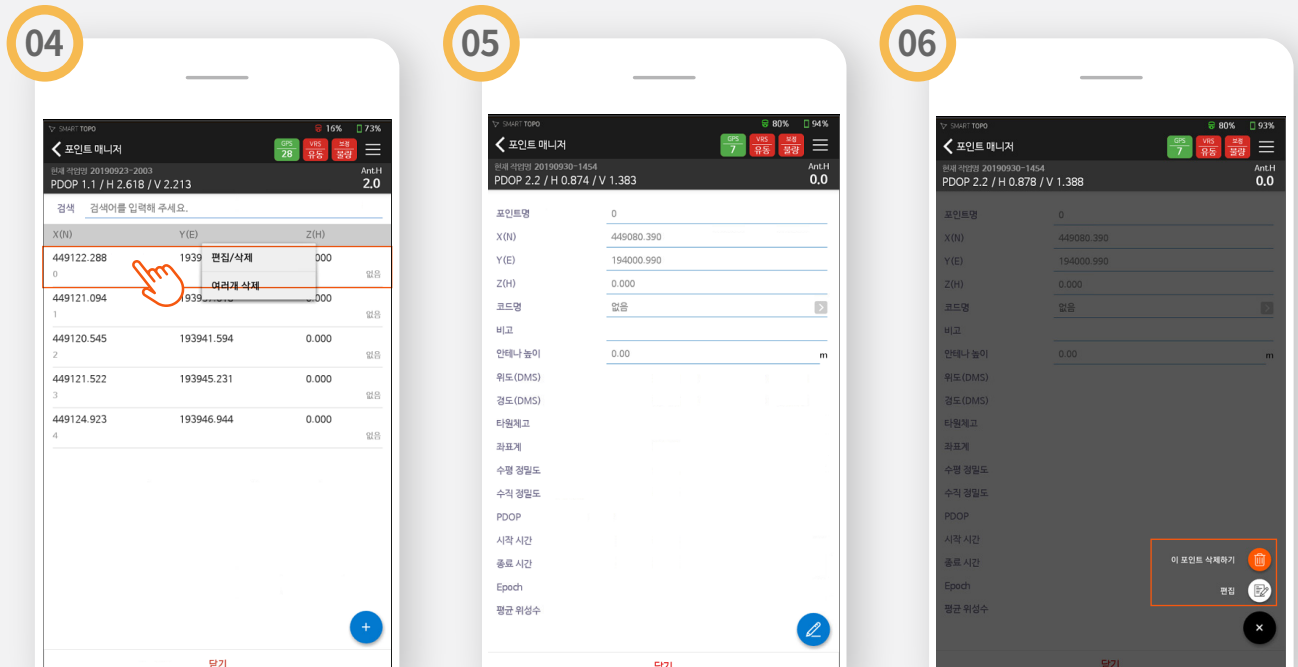 04
SMART TOPO
16%
73%
포인트 매니저
GPS
28
VRS
유동
보정
불량
현재 작업명 20190923-2003
Ant.H
PDOP 1.1 / H 2.618 / V 2.213
2.0
검색
검색어를 입력해 주세요.
X(N) Y(E) Z(H)
449122.288 1939 000
편집/삭제
0 없음
여러개 삭제
449121.094 .000
1 없음
449120.545 193941.594 0.000
2 없음
449121.522 193945.231 0.000
3 없음
449124.923 193946.944 0.000
4 없음
+
닫기
05
SMART TOPO
80%
94%
포인트 매니저
GPS
7
VRS
유동
보정
불량
현재 작업명 20190930-1454
Ant.H
PDOP 2.2 / H 0.874 / V 1.383
0.0
포인트명 0
X(N) 449080.390
Y(E) 194000.990
Z(H) 0.000
코드명 없음
비고
안테나 높이 0.00 m
위도(DMS)
경도(DMS)
타원체고
좌표계
수평 정밀도
수직 정밀도
PDOP
시작 시간
종료 시간
Epoch
평균 위성수
닫기
06
SMART TOPO
80%
93%
포인트 매니저
GPS
7
VRS
유동
보정
불량
현재 작업명 20190930-1454
Ant.H
PDOP 2.2 / H 0.878 / V 1.388
0.0
포인트명 0
X(N) 449080.390
Y(E) 194000.990
Z(H) 0.000
코드명 없음
비고
안테나 높이 0.00 m
위도(DMS)
경도(DMS)
타원체고
좌표계
수평 정밀도
수직 정밀도
PDOP
시작 시간
종료 시간
Epoch
평균 위성수
이 포인트 삭제하기
편집
닫기